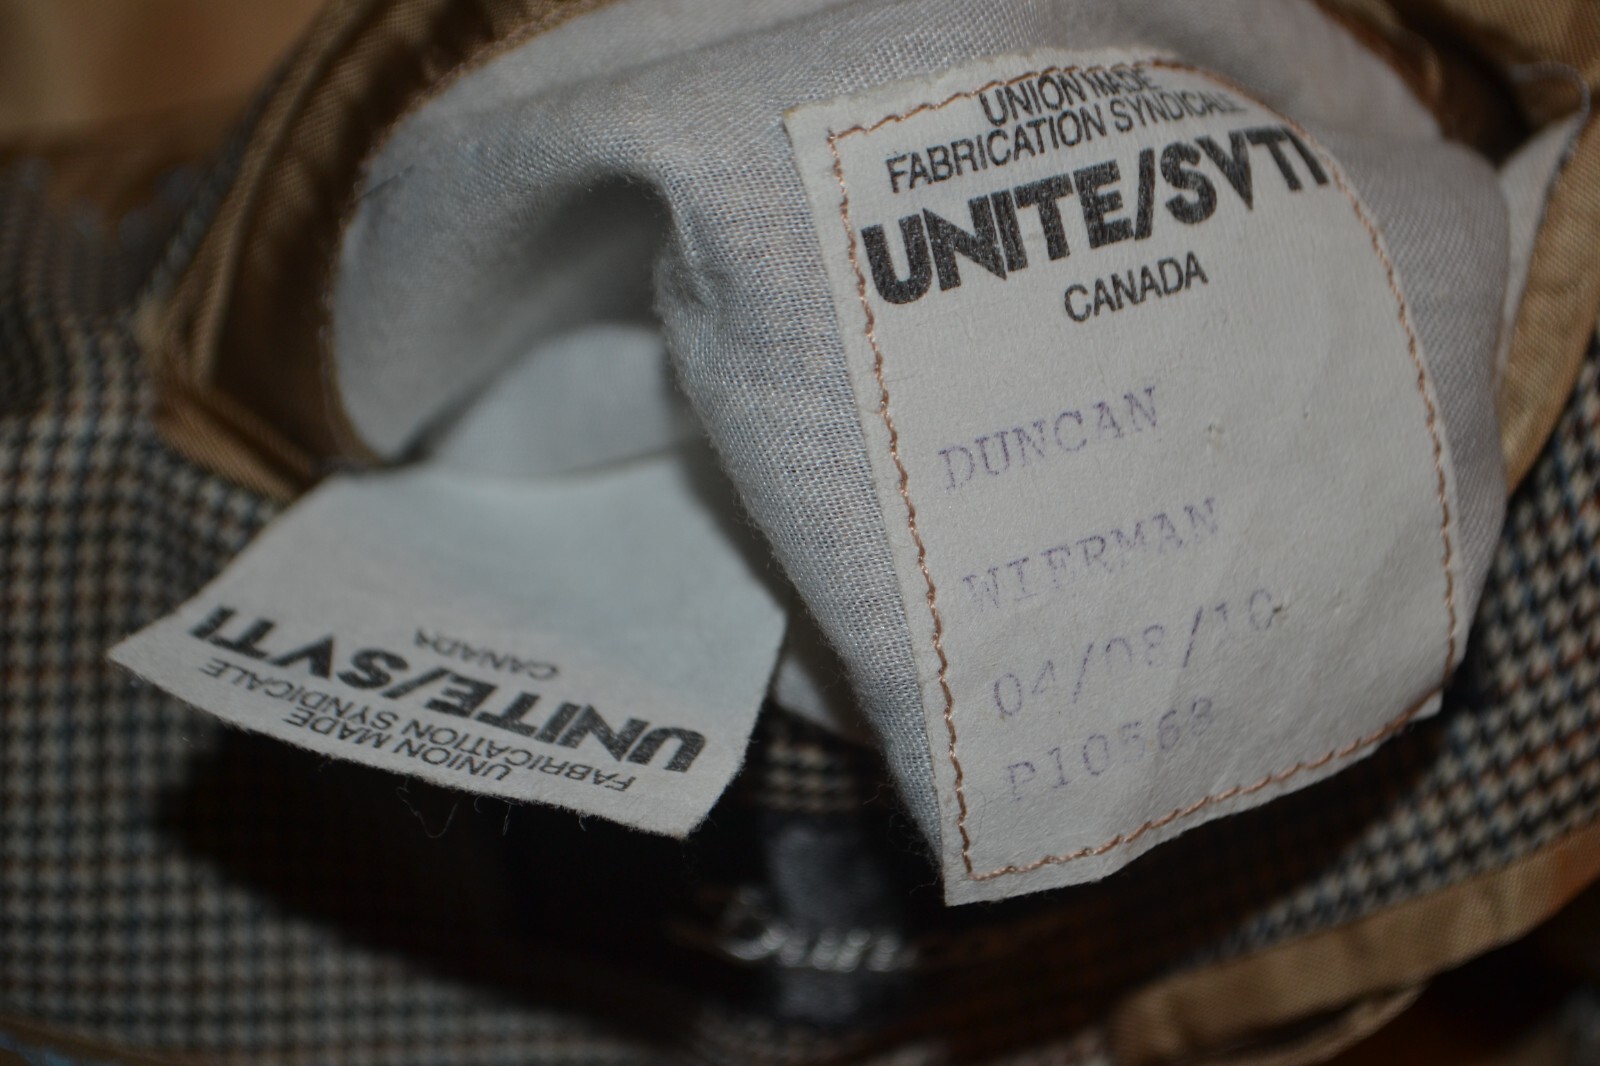 UNION MADE
FABRICATION SYNDICALE
UNITE/SVTI
CANADA
DUNCAN
WIERMAN
04/08/10
P10568
UNION MADE
FABRICATION SYNDICALE
UNITE/SVTI
CANADA